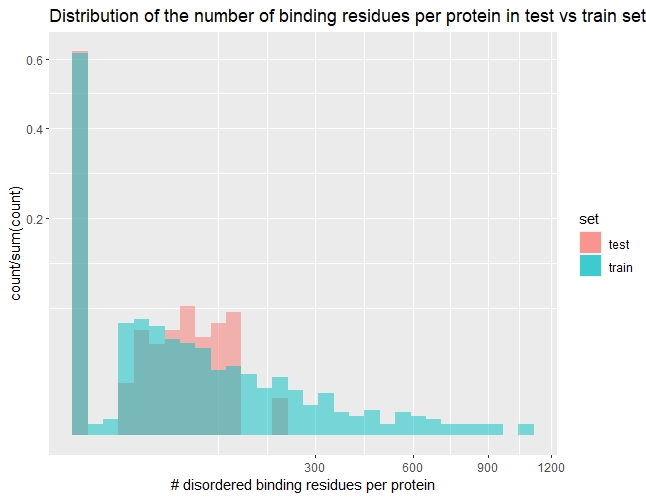 Distribution of the number of binding residues per protein in test vs train set
0.6
0.4
0.2
count/sum(count)
300
600
900
1200
# disordered binding residues per protein
set
test
train